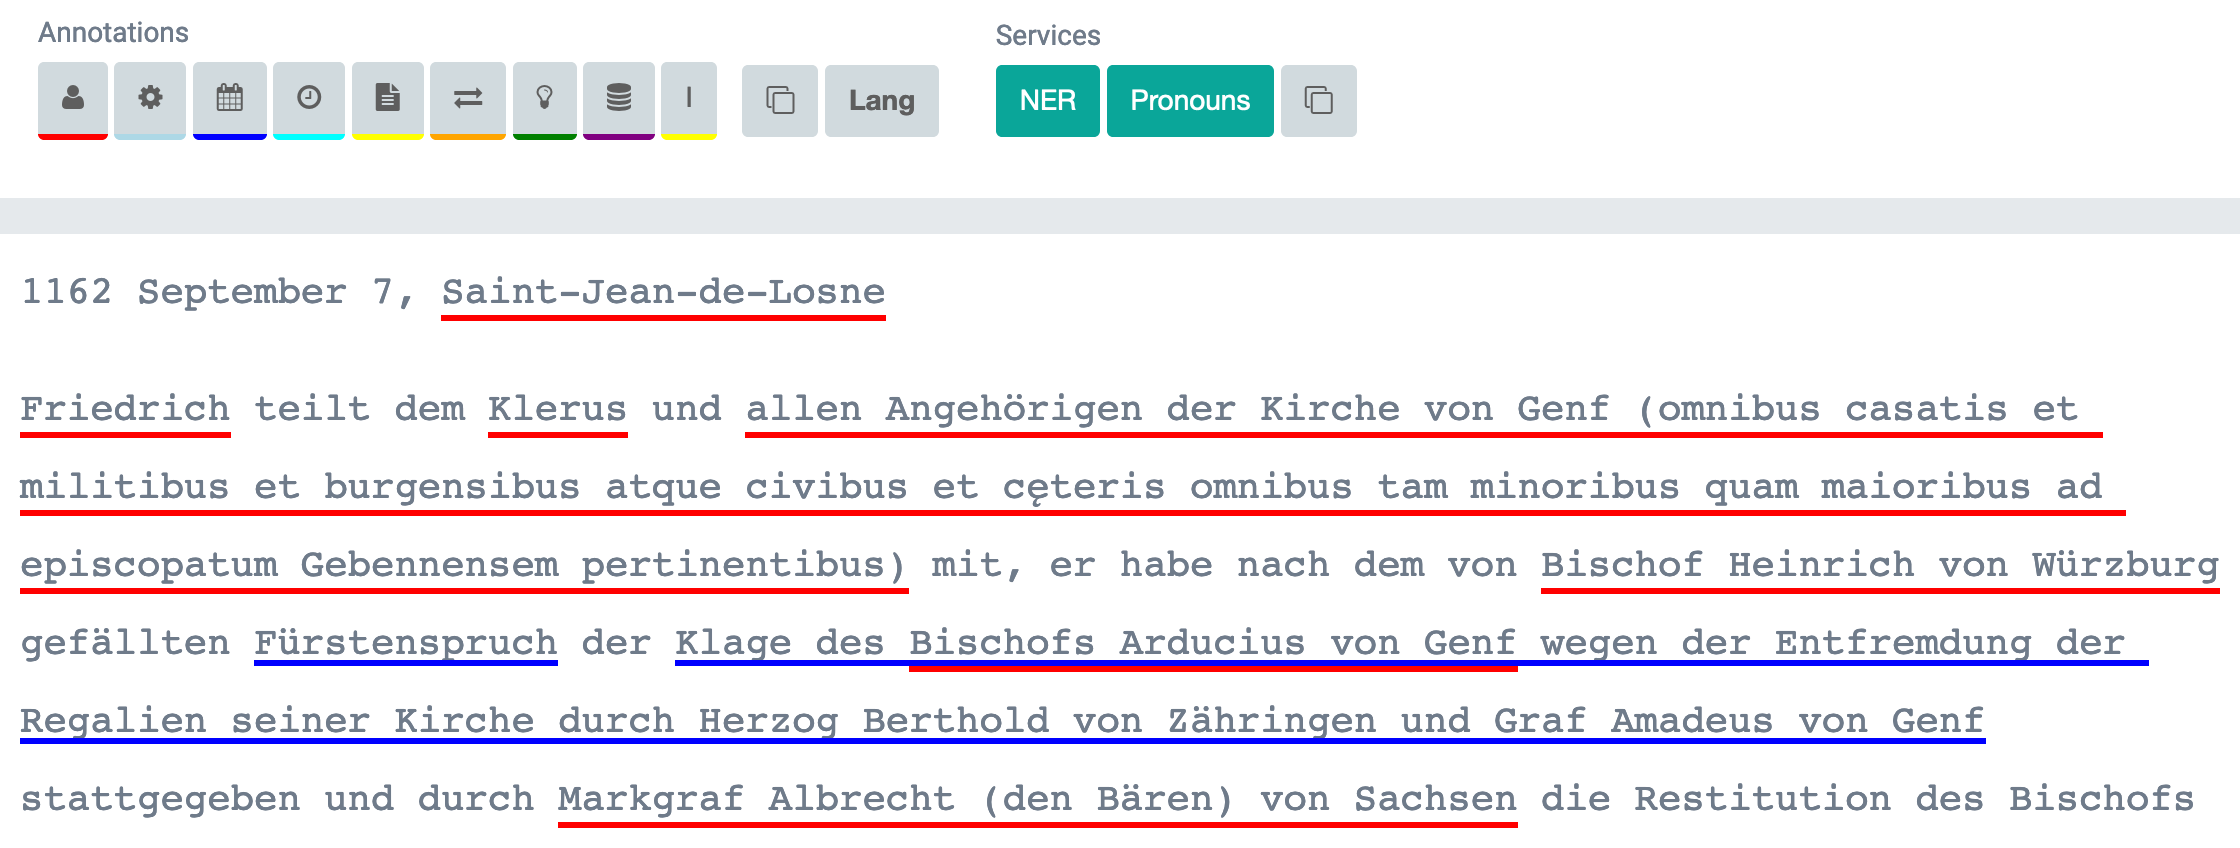 Annotations
Services
I
Lang
NER
Pronouns
1162 September 7, Saint-Jean-de-Losne
Friedrich teilt dem Klerus und allen Angehörigen der Kirche von Genf (omnibus casatis et
militibus et burgensibus atque civibus et cęteris omnibus tam minoribus quam maioribus ad
episcopatum Gebennensem pertinentibus) mit, er habe nach dem von Bischof Heinrich von Würzburg
gefällten Fürstenspruch der Klage des Bischofs Arducius von Genf wegen der Entfremdung der
Regalien seiner Kirche durch Herzog Berthold von Zähringen und Graf Amadeus von Genf
stattgegeben und durch Markgraf Albrecht (den Bären) von Sachsen die Restitution des Bischofs